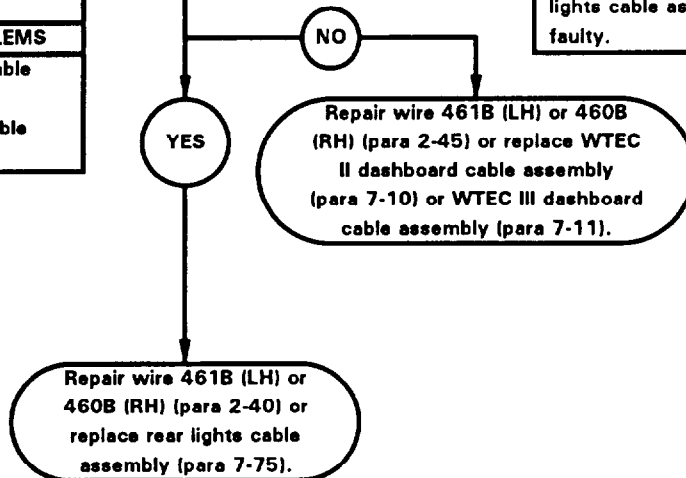 lights cable as
faulty.
LEMS
able
ble
NO
YES
Repair wire 461B (LH) or 460B
(RH) (para 2-45) or replace WTEC
II dashboard cable assembly
(para 7-10) or WTEC III dashboard
cable assembly (para 7-11).
Repair wire 461B (LH) or
460B (RH) (para 2-40) or
replace rear lights cable
assembly (para 7-75).